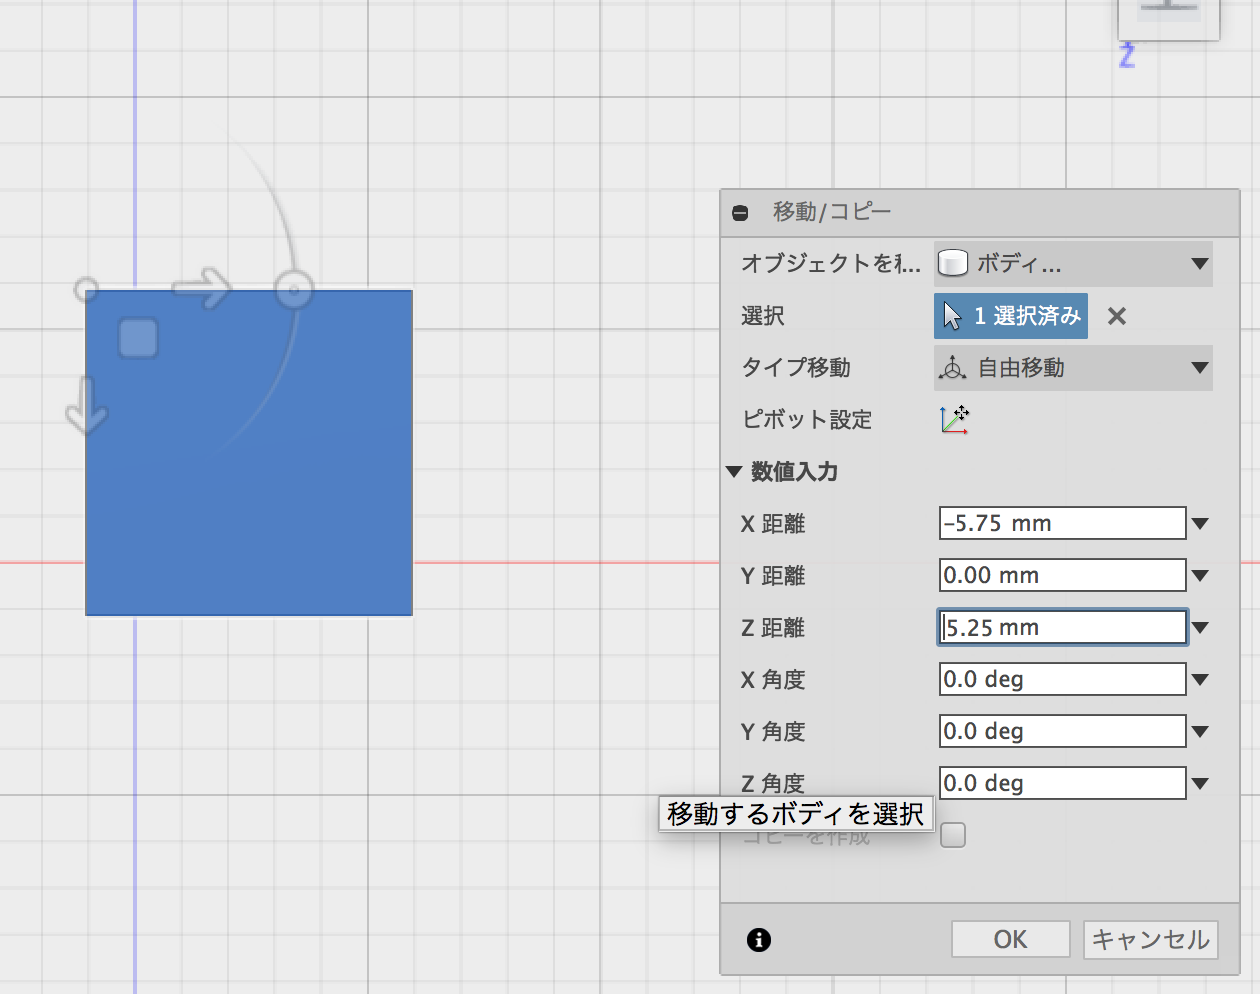 Z
移動/コピー
オブジェクトを移... ボディ...
選択 1 選択済み
タイプ移動 自由移動
ピボット設定
数値入力
X 距離 -5.75 mm
Y 距離 0.00 mm
Z 距離 5.25 mm
X 角度 0.0 deg
Y 角度 0.0 deg
Z 角度 0.0 deg
移動するボディを選択
コピーを作成
OK キャンセル